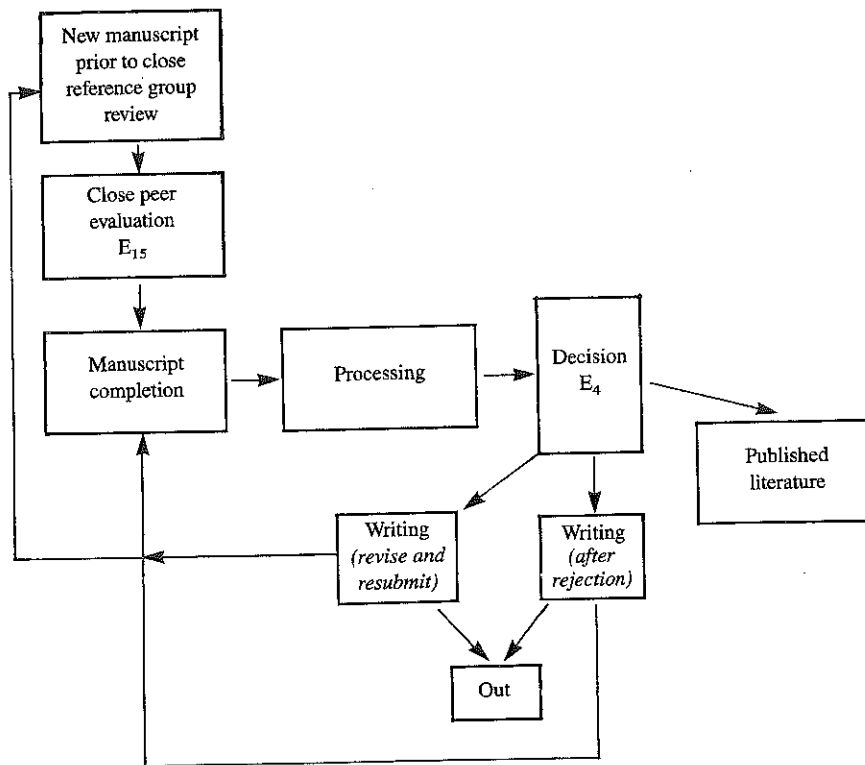 New manuscript
prior to close
reference group
review
Close peer
evaluation
E₁₅
Manuscript
completion
Processing
Decision
E₄
Published
literature
Writing
(revise and
resubmit)
Writing
(after
rejection)
Out